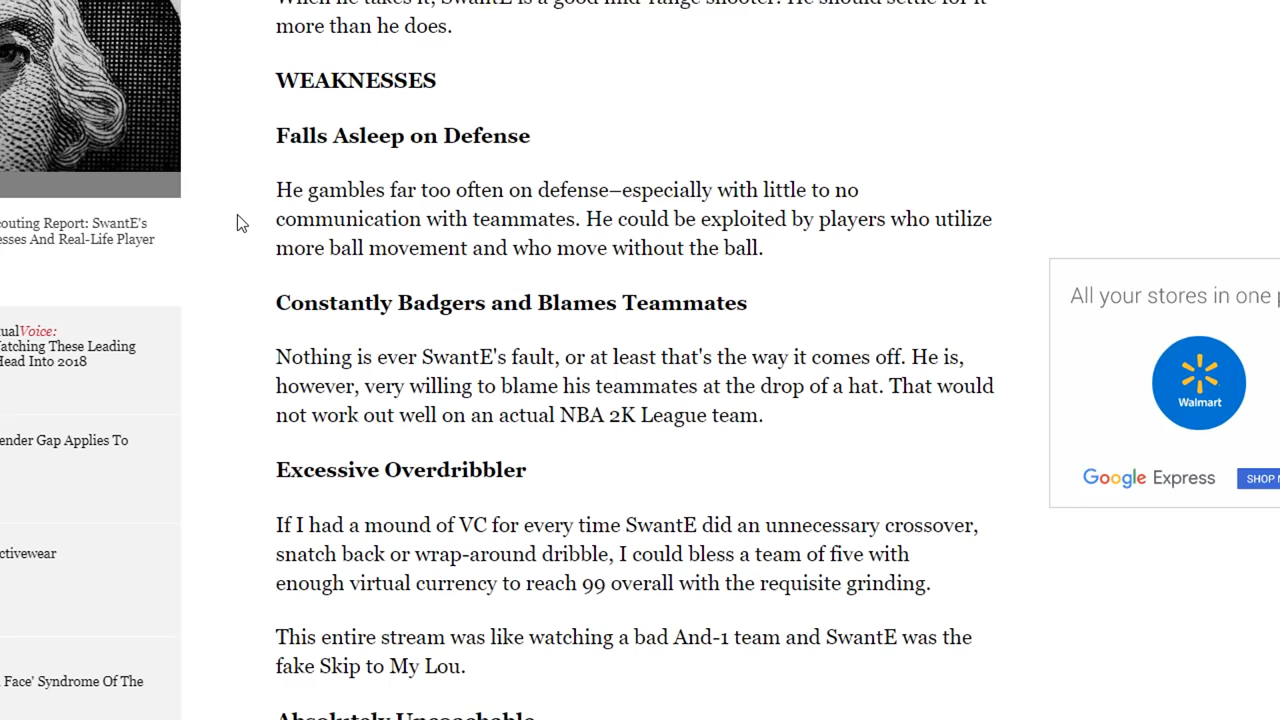 When he takes it, SwantE is a good mid-range shooter. He should settle for it
more than he does.
WEAKNESSES
Falls Asleep on Defense
He gambles far too often on defense–especially with little to no
communication with teammates. He could be exploited by players who utilize
more ball movement and who move without the ball.
Constantly Badgers and Blames Teammates
Nothing is ever SwantE's fault, or at least that's the way it comes off. He is,
however, very willing to blame his teammates at the drop of a hat. That would
not work out well on an actual NBA 2K League team.
Excessive Overdribbler
If I had a mound of VC for every time SwantE did an unnecessary crossover,
snatch back or wrap-around dribble, I could bless a team of five with
enough virtual currency to reach 99 overall with the requisite grinding.
This entire stream was like watching a bad And-1 team and SwantE was the
fake Skip to My Lou.
Absolutely Uncoachable
couting Report: SwantE's
esses And Real-Life Player
ualVoice:
Watching These Leading
Head Into 2018
ender Gap Applies To
ctivewear
Face' Syndrome Of The
All your stores in one
Walmart
Google Express
SHOP